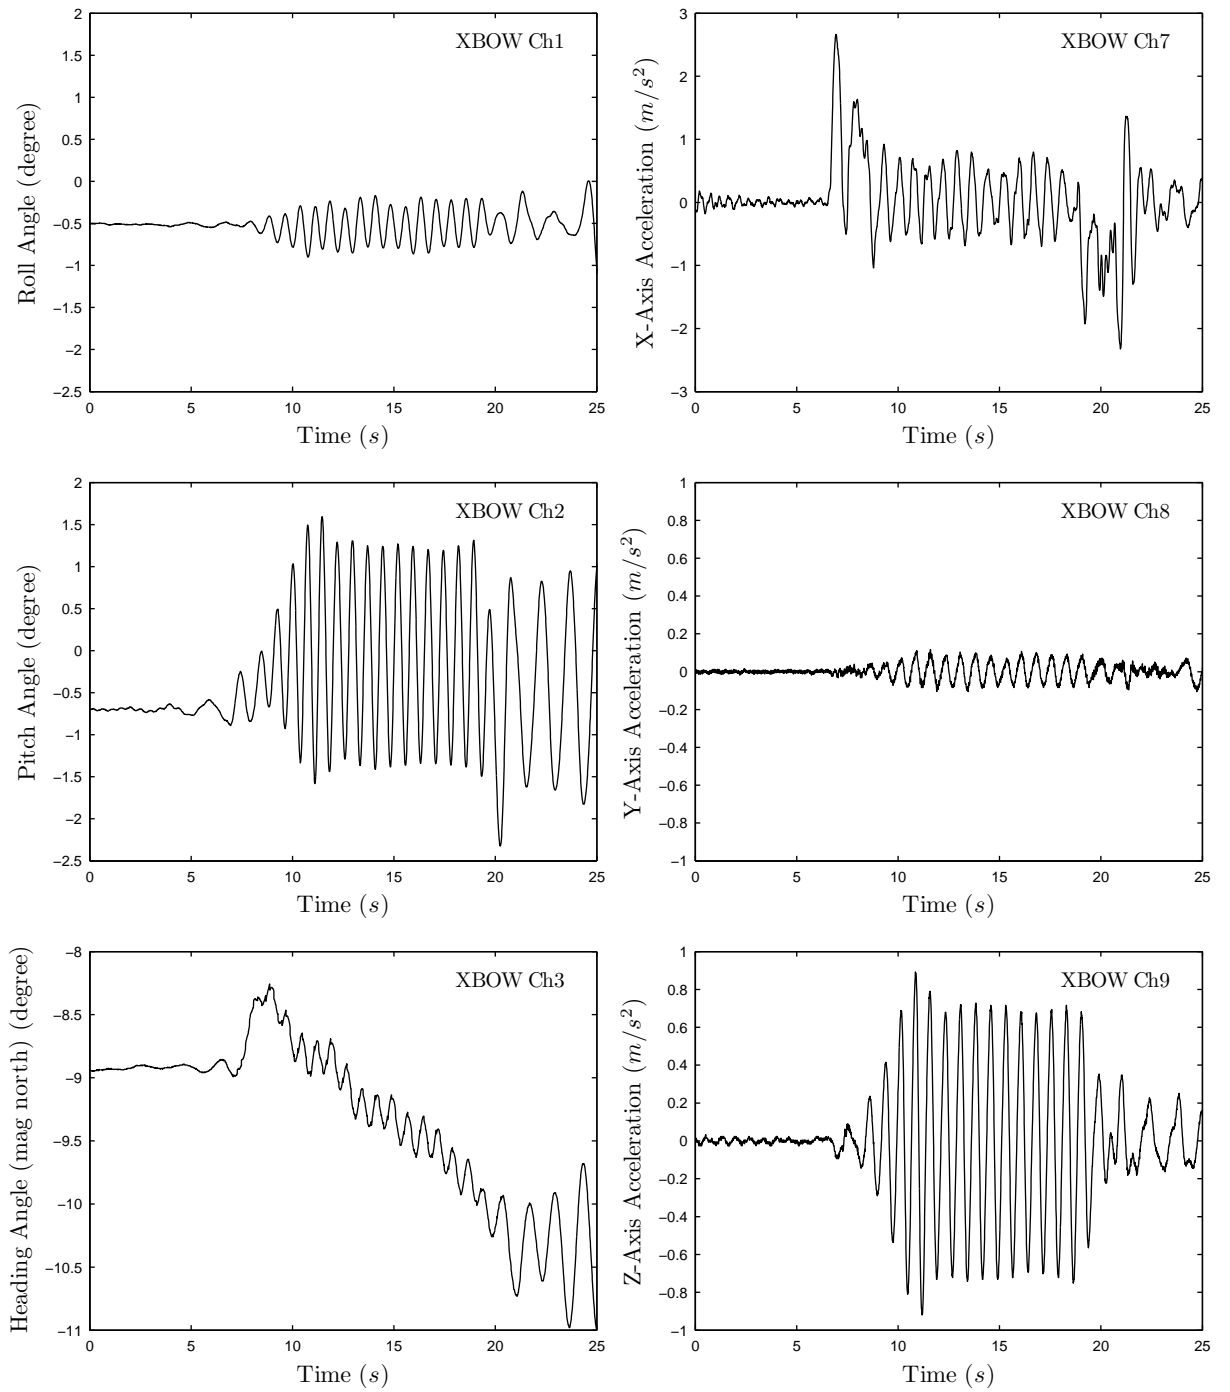 2
1.5
1
0.5
0
−0.5
−1
−1.5
−2
−2.5
0 5 10 15 20 25
Roll Angle (degree)
Time (s)
XBOW Ch1
3
2
1
0
−1
−2
−3
0 5 10 15 20 25
X-Axis Acceleration (m/s²)
Time (s)
XBOW Ch7
2
1.5
1
0.5
0
−0.5
−1
−1.5
−2
−2.5
0 5 10 15 20 25
Pitch Angle (degree)
Time (s)
XBOW Ch2
1
0.8
0.6
0.4
0.2
0
−0.2
−0.4
−0.6
−0.8
−1
0 5 10 15 20 25
Y-Axis Acceleration (m/s²)
Time (s)
XBOW Ch8
−8
−8.5
−9
−9.5
−10
−10.5
−11
0 5 10 15 20 25
Heading Angle (mag north) (degree)
Time (s)
XBOW Ch3
1
0.8
0.6
0.4
0.2
0
−0.2
−0.4
−0.6
−0.8
−1
0 5 10 15 20 25
Z-Axis Acceleration (m/s²)
Time (s)
XBOW Ch9